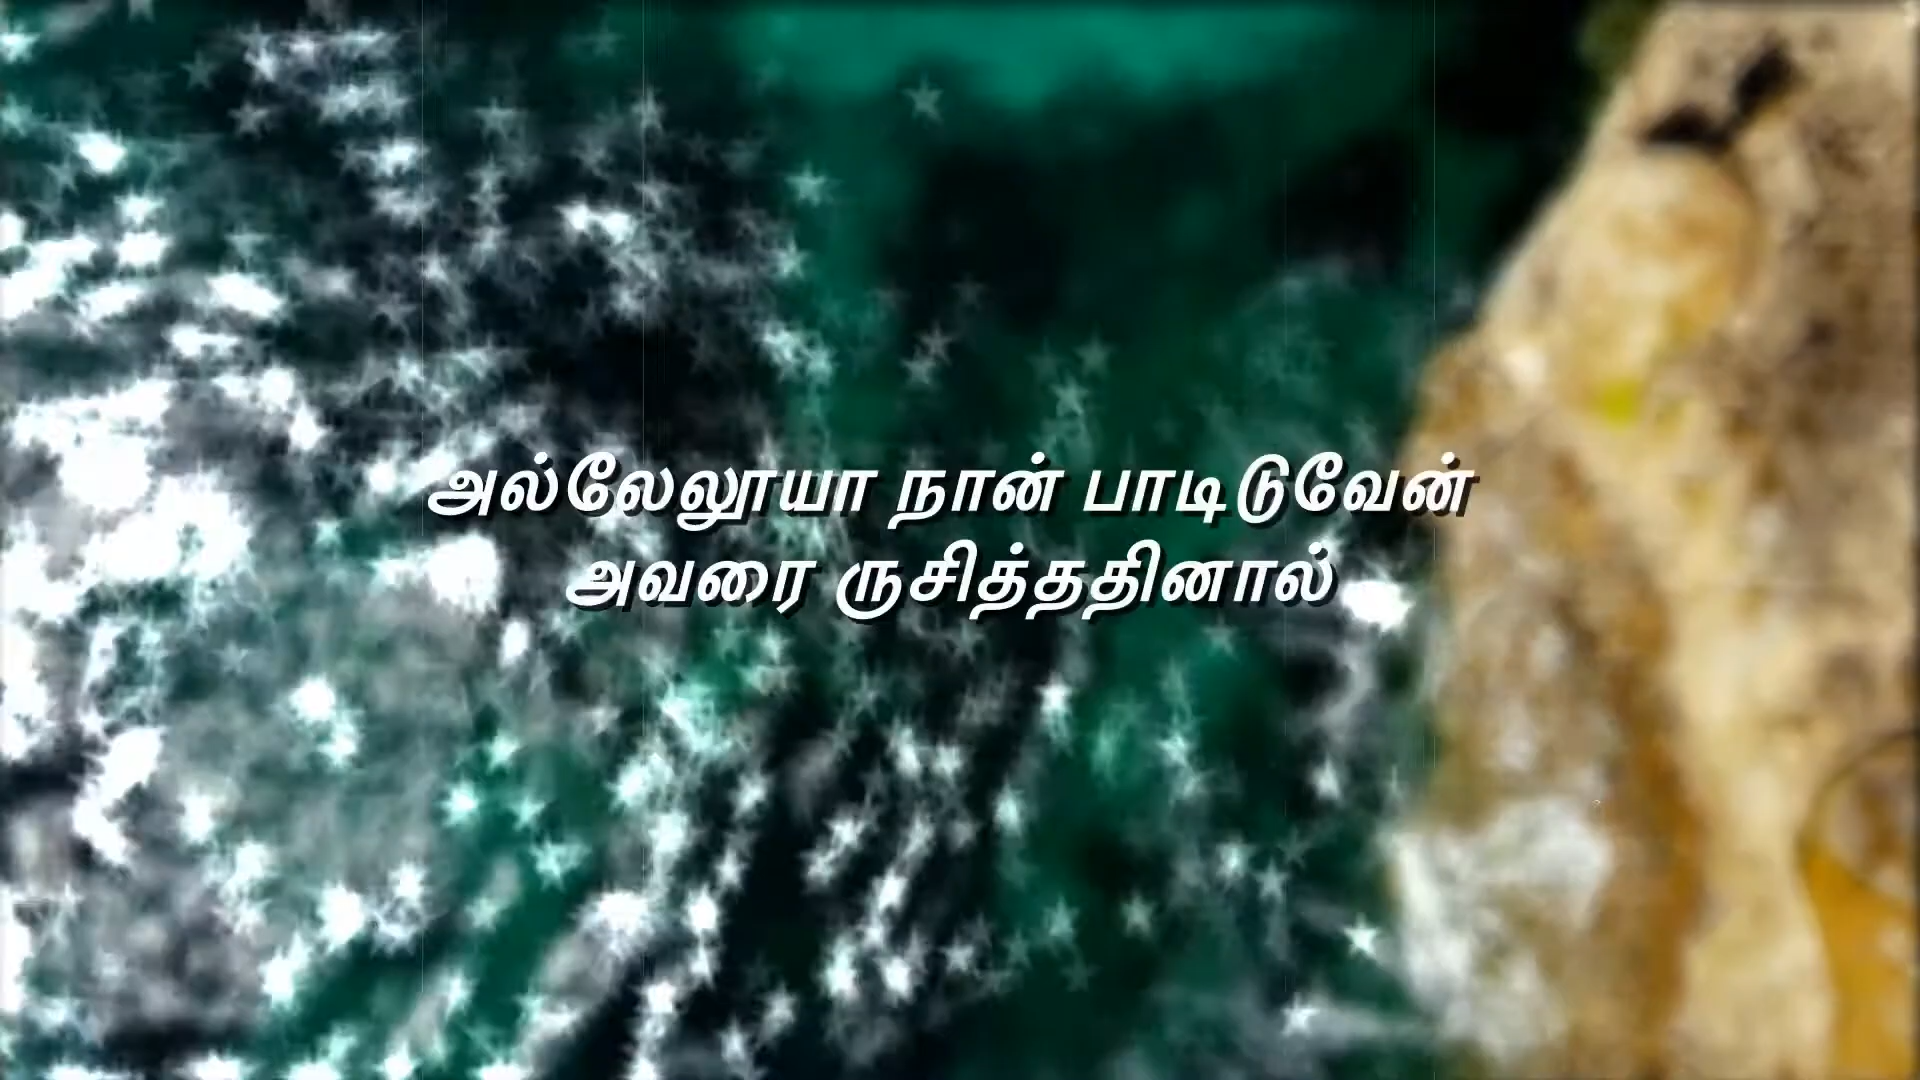 அல்லேலூயா நான் பாடிடுவேன்
அவரை ருசித்ததினால்